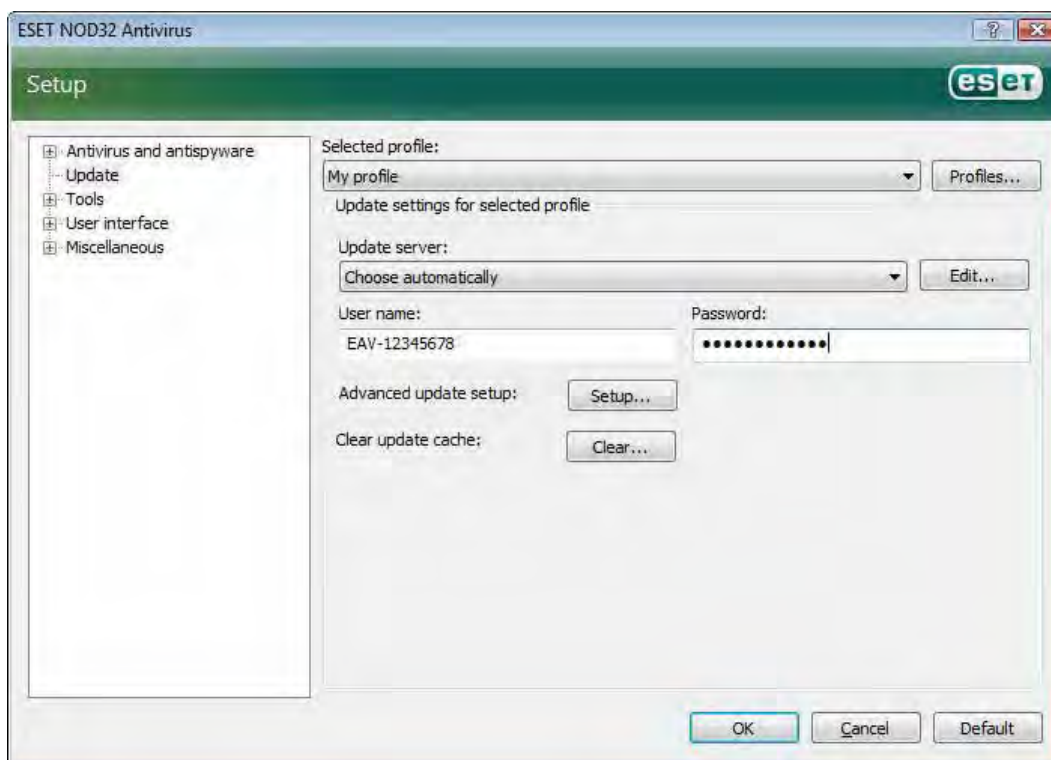 ESET NOD32 Antivirus
Setup
eset
Antivirus and antispyware
Update
Tools
User interface
Miscellaneous
Selected profile:
My profile
Profiles...
Update settings for selected profile
Update server:
Choose automatically
Edit...
User name:
Password:
EAV-12345678
••••••••••••
Advanced update setup:
Setup...
Clear update cache:
Clear...
OK
Cancel
Default